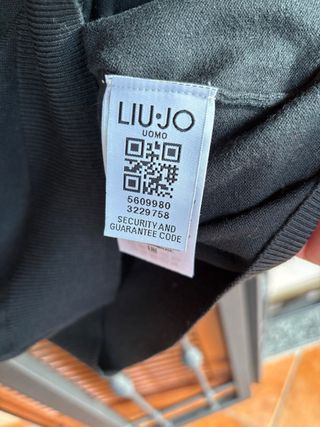 LIU·JO
UOMO
5609980
3229758
SECURITY AND
GUARANTEE CODE